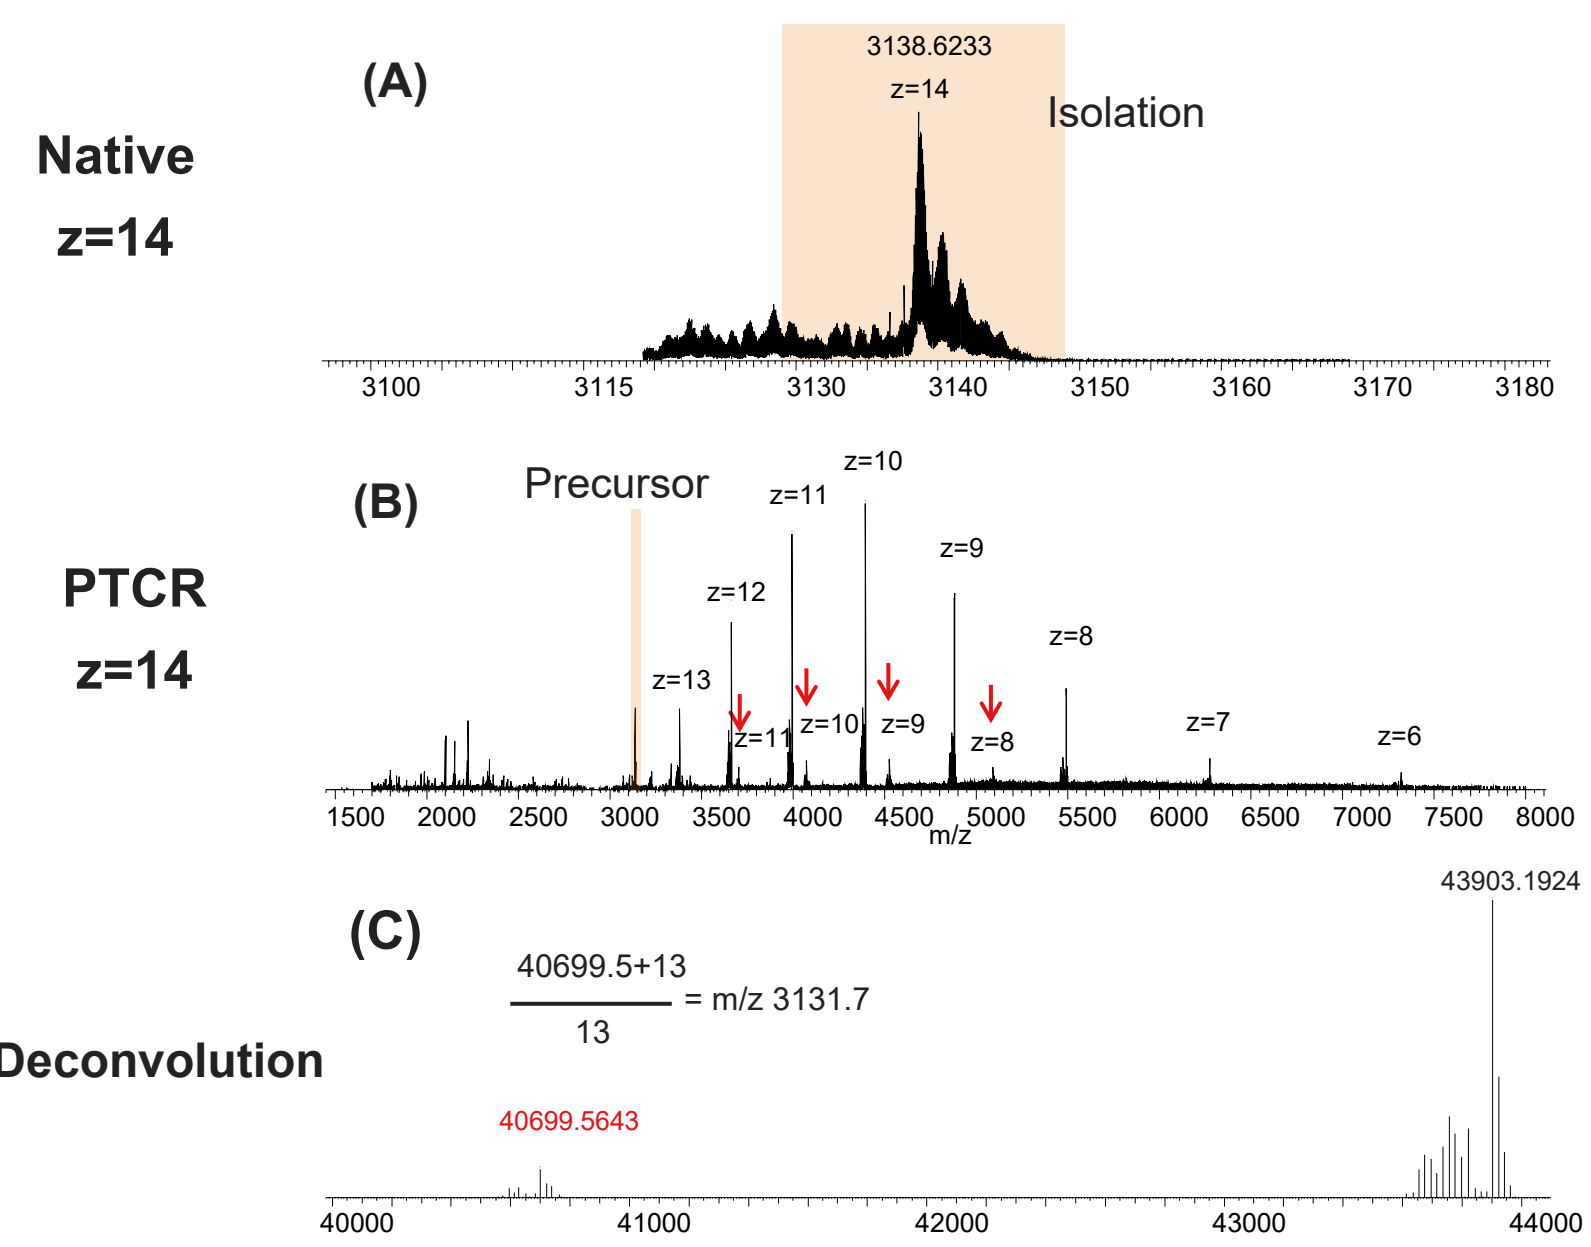 (A)
Native
z=14
3138.6233
z=14
Isolation
3100 3115 3130 3140 3150 3160 3170 3180
(B)
PTCR
z=14
Precursor
z=13
z=12
z=11
z=10
z=9
z=8
z=7
z=6
z=11
z=10
z=9
z=8
1500 2000 2500 3000 3500 4000 4500 5000 5500 6000 6500 7000 7500 8000
m/z
(C)
Deconvolution
43903.1924
40699.5+13
= m/z 3131.7
13
40699.5643
40000 41000 42000 43000 44000